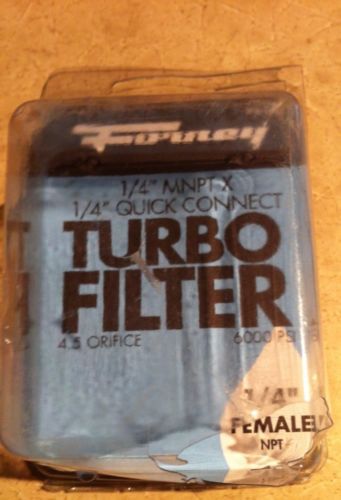 Forney
1/4" MNPT X
1/4" QUICK CONNECT
TURBO
FILTER
4.5 ORIFICE 6000 PSI
1/4"
FEMALE
NPT